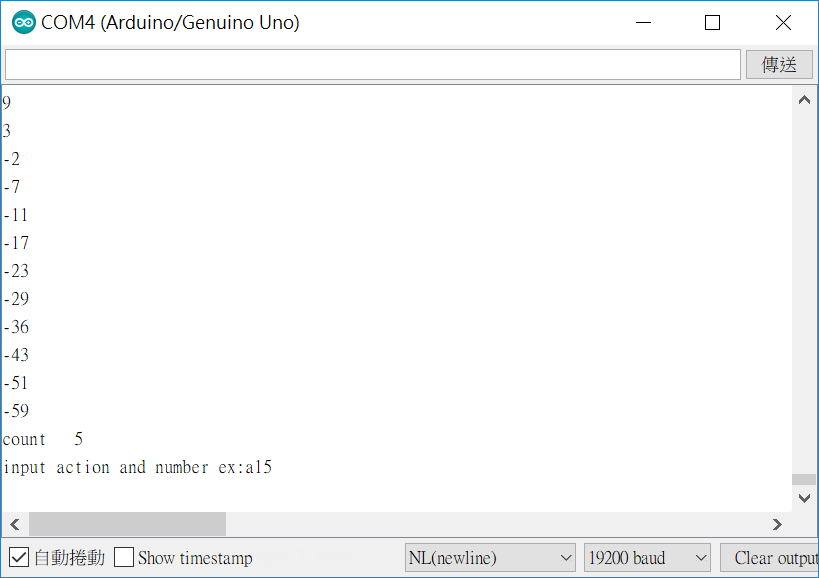 COM4 (Arduino/Genuino Uno)
傳送
9
3
-2
-7
-11
-17
-23
-29
-36
-43
-51
-59
count   5
input action and number ex:a15
自動捲動 Show timestamp NL(newline) 19200 baud Clear output